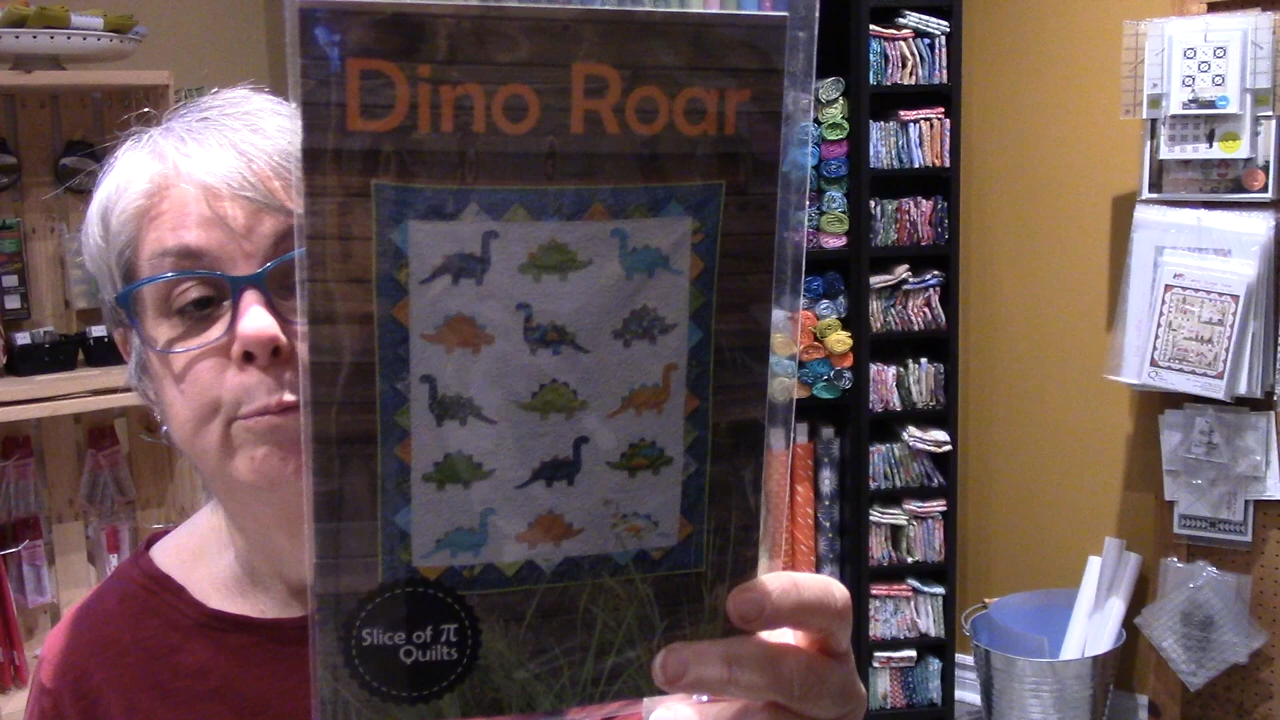 Dino Roar
Slice of π
Quilts